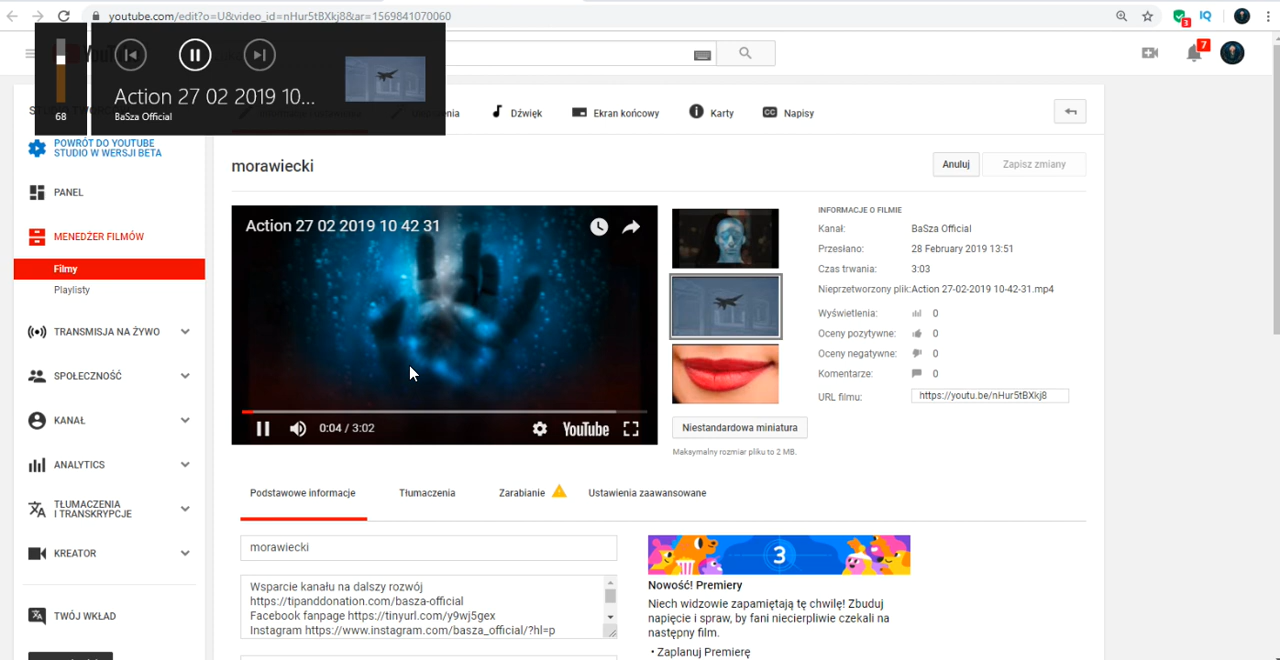 youtube.com/edit?o=U&video_id=nHur5tBXkj8&ar=1569841070060
3
IQ
68
Action 27 02 2019 10...
BaSza Official
7
Dźwięk
Ekran końcowy
Karty
CC Napisy
POWRÓT DO YOUTUBE
STUDIO W WERSJI BETA
PANEL
MENEDŻER FILMÓW
Filmy
Playlisty
TRANSMISJA NA ŻYWO
SPOŁECZNOŚĆ
KANAŁ
ANALYTICS
TŁUMACZENIA
I TRANSKRYPCJE
KREATOR
TWÓJ WKŁAD
morawiecki
Anuluj
Zapisz zmiany
Action 27 02 2019 10 42 31
0:04 / 3:02
YouTube
Niestandardowa miniatura
Maksymalny rozmiar pliku to 2 MB.
INFORMACJE O FILMIE
Kanał: BaSza Official
Przesłano: 28 February 2019 13:51
Czas trwania: 3:03
Nieprzetworzony plik: Action 27-02-2019 10-42-31.mp4
Wyświetlenia: 0
Oceny pozytywne: 0
Oceny negatywne: 0
Komentarze: 0
URL filmu: https://youtu.be/nHur5tBXkj8
Podstawowe informacje
Tłumaczenia
Zarabianie
Ustawienia zaawansowane
morawiecki
Wsparcie kanału na dalszy rozwój
https://tipanddonation.com/basza-official
Facebook fanpage https://tinyurl.com/y9wj5gex
Instagram https://www.instagram.com/basza_official/?hl=p
3
Nowość! Premiery
Niech widzowie zapamiętają tę chwilę! Zbuduj
napięcie i spraw, by fani niecierpliwie czekali na
następny film.
• Zaplanuj Premierę